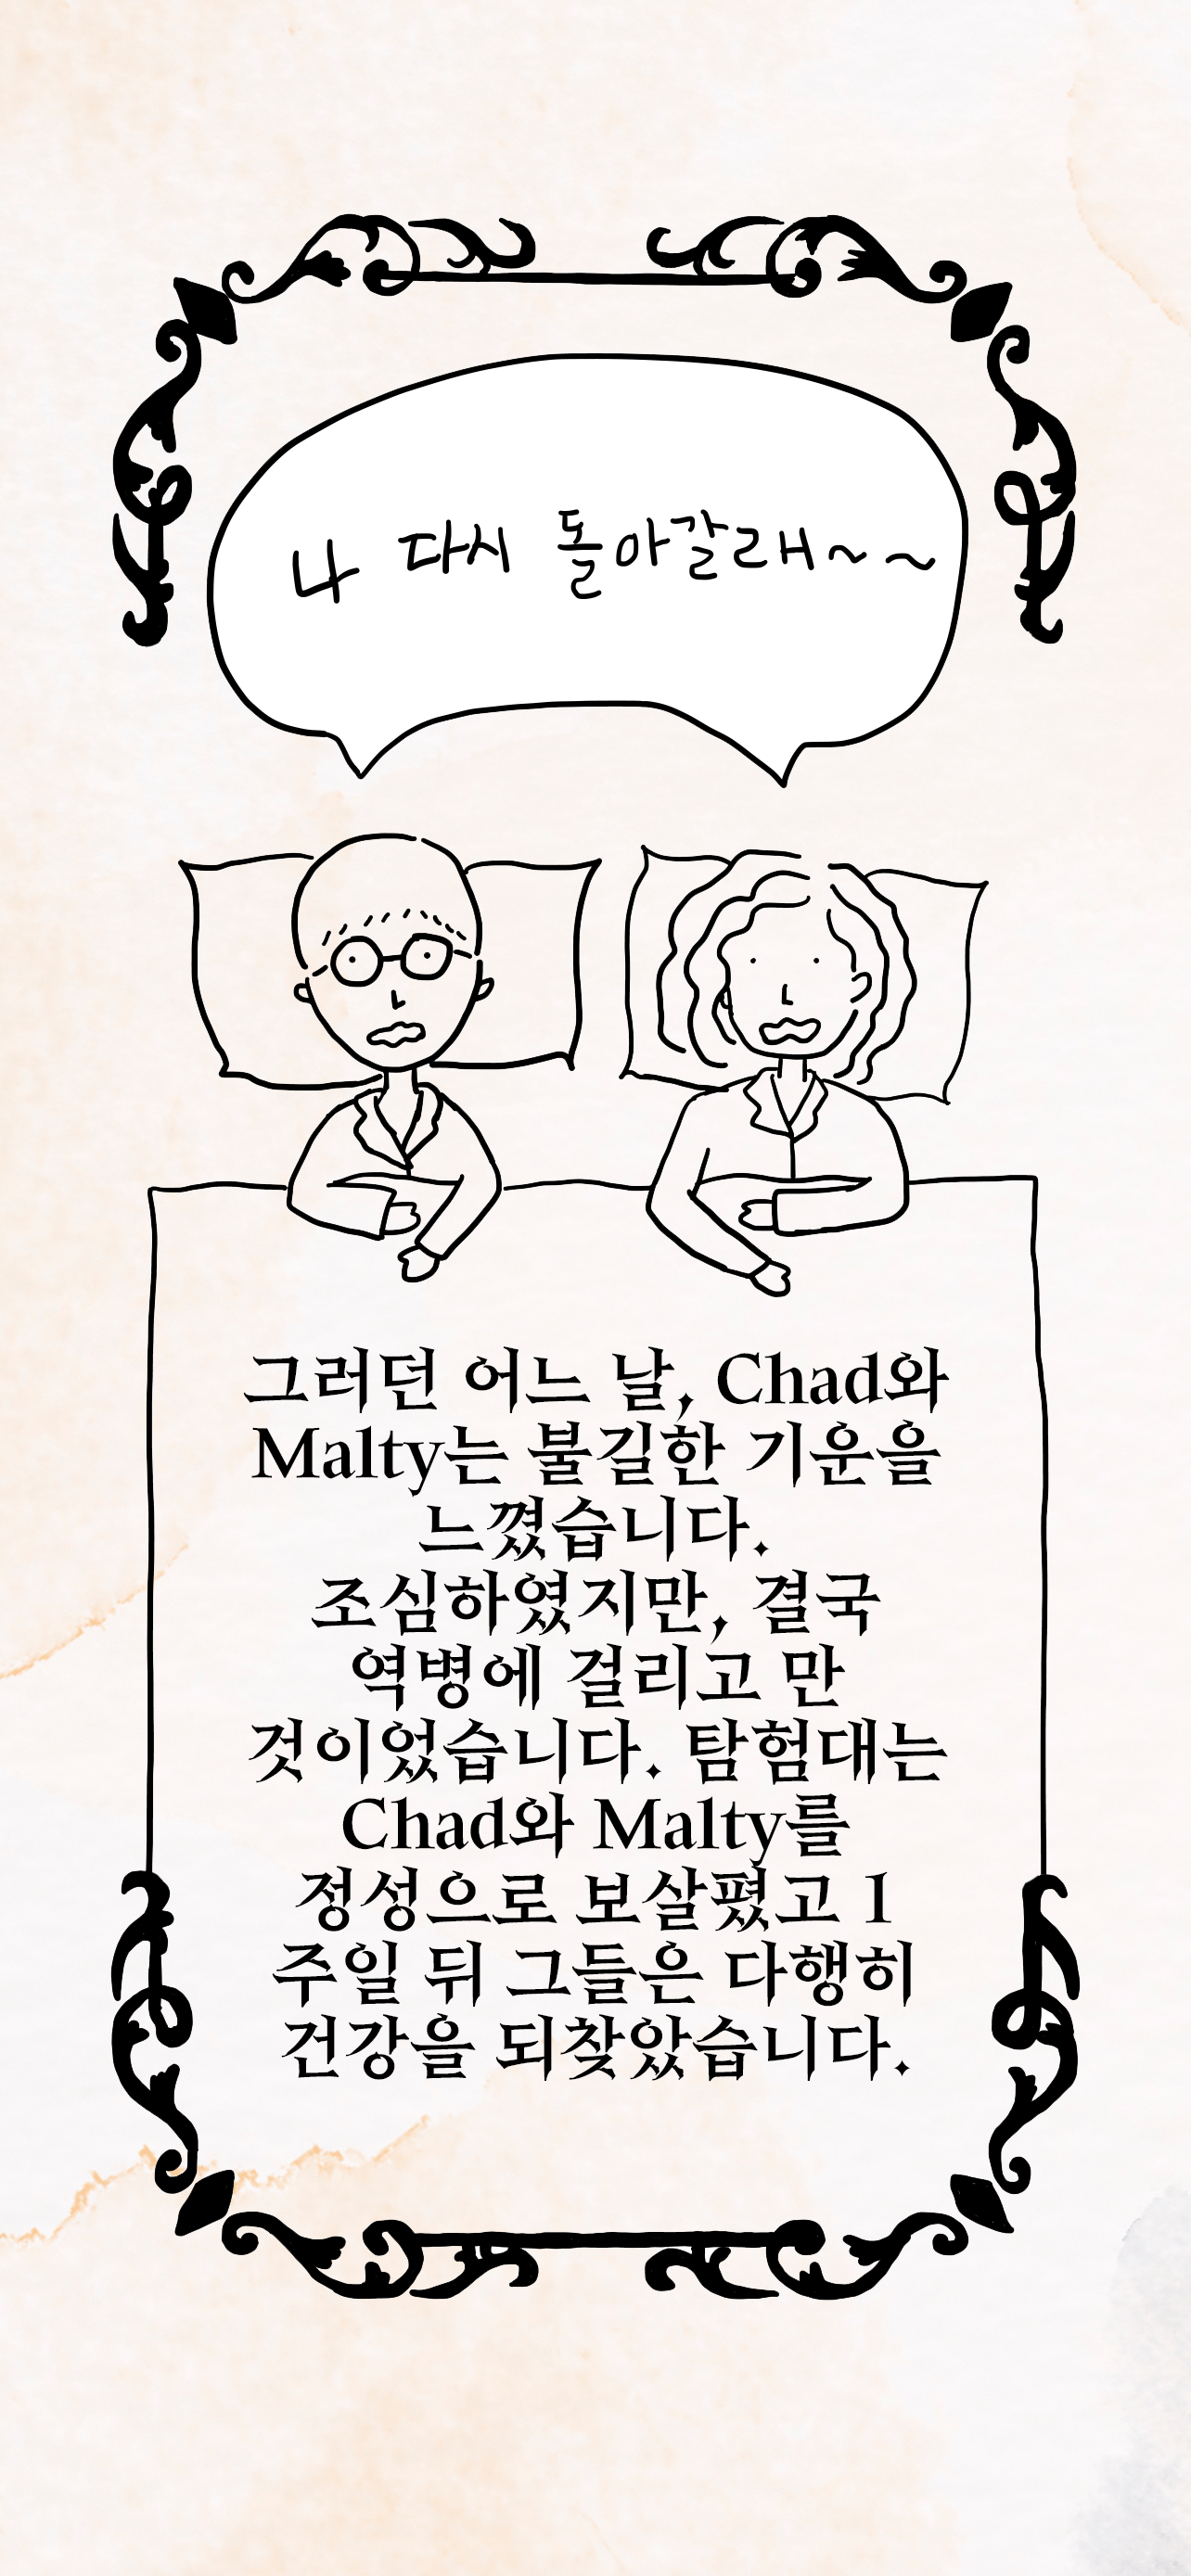 나 다시 돌아갈래~~
그러던 어느 날, Chad와
Malty는 불길한 기운을
느꼈습니다.
조심하였지만, 결국
역병에 걸리고 만
것이었습니다. 탐험대는
Chad와 Malty를
정성으로 보살폈고 1
주일 뒤 그들은 다행히
건강을 되찾았습니다.